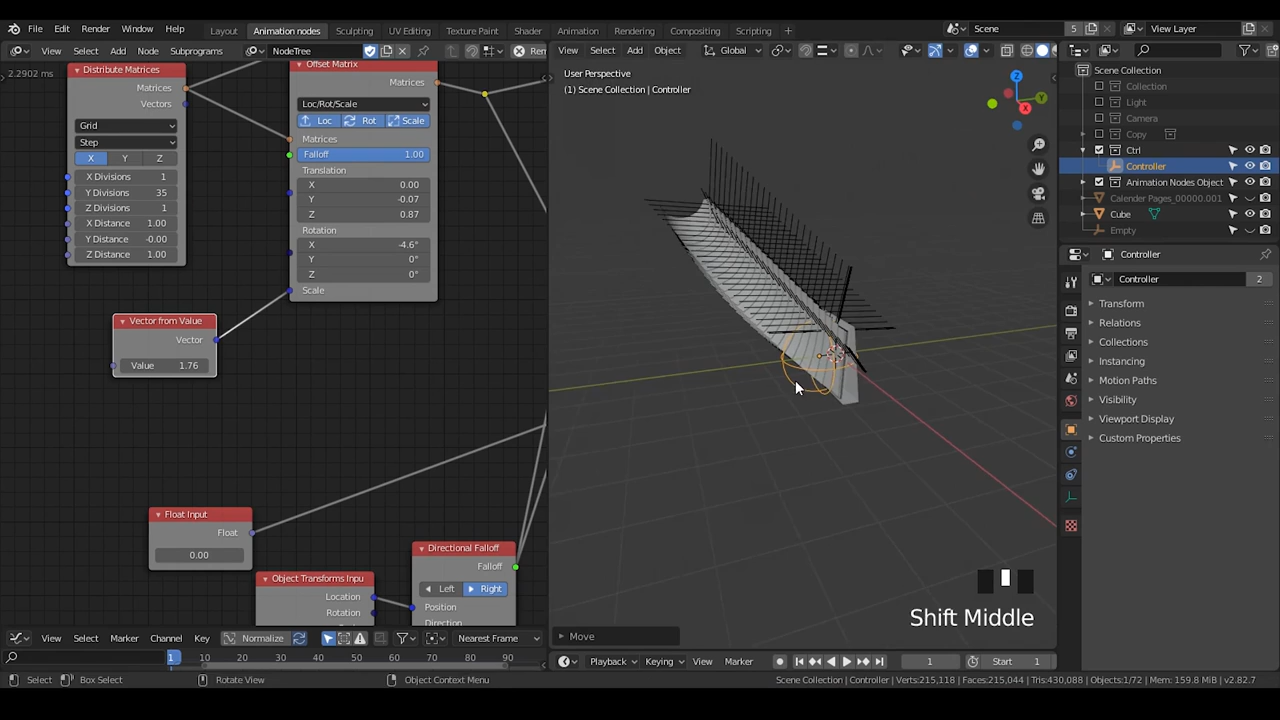 File Edit Render Window Help Layout Animation nodes Sculpting UV Editing Texture Paint Shading Animation Rendering Compositing Scripting + Scene 5 View Layer
View Select Add Node Subprograms NodeTree Rem View Select Add Object Global
2.2902 ms
Distribute Matrices
Matrices
Vectors
Grid
Step
X Y Z
X Divisions 1
Y Divisions 35
Z Divisions 1
X Distance 1.00
Y Distance -0.00
Z Distance 1.00
Offset Matrix
Matrices
Loc/Rot/Scale
Loc Rot Scale
Matrices
Falloff 1.00
Translation
X 0.00
Y -0.07
Z 0.87
Rotation
X -4.6°
Y 0°
Z 0°
Scale
Vector from Value
Vector
Value 1.76
Float Input
Float
0.00
Object Transforms Inpu
Location
Rotation
Directional Falloff
Falloff
Left Right
Position
Direction
User Perspective
(1) Scene Collection | Controller
Z
Y
X
Shift Middle
Move
Scene Collection
Collection
Light
Camera
Copy
Ctrl
Controller
Animation Nodes Object
Calender Pages_00000.001
Cube
Empty
Controller
Controller 2
Transform
Relations
Collections
Instancing
Motion Paths
Visibility
Viewport Display
Custom Properties
View Select Marker Channel Key Normalize Nearest Frame
1 10 20 30 40 50 60 70 80 90
Playback Keying View Marker 1 Start 1
Select Box Select Rotate View Object Context Menu Scene Collection | Controller | Verts:215,118 | Faces:215,044 | Tris:430,088 | Objects:1/72 | Mem: 159.8 MiB | v2.82.7